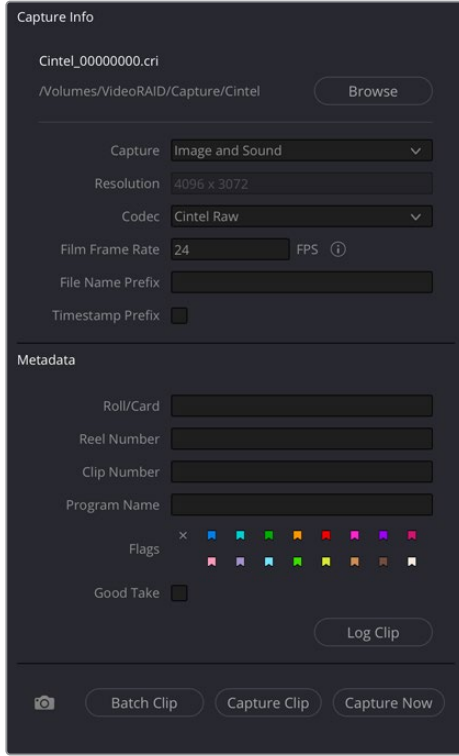 Capture Info
Cintel_00000000.cri
/Volumes/VideoRAID/Capture/Cintel
Browse
Capture Image and Sound
Resolution 4096 x 3072
Codec Cintel Raw
Film Frame Rate 24 FPS
File Name Prefix
Timestamp Prefix
Metadata
Roll/Card
Reel Number
Clip Number
Program Name
Flags
Good Take
Log Clip
Batch Clip Capture Clip Capture Now